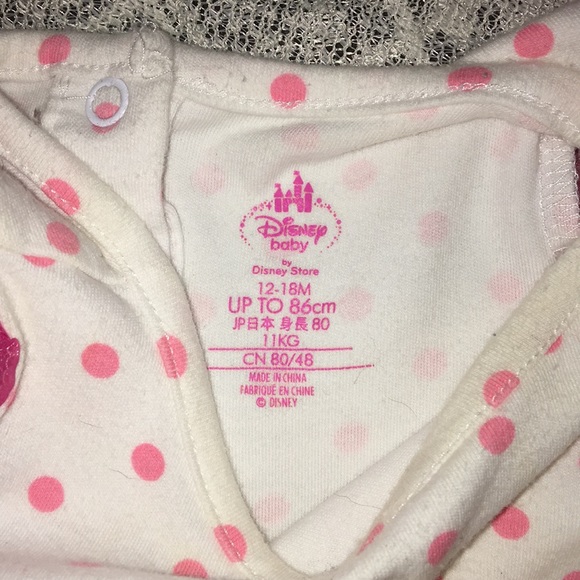 Disney
baby
by
Disney Store
12-18M
UP TO 86cm
JP日本 身長 80
11KG
CN 80/48
MADE IN CHINA
FABRIQUÉ EN CHINE
© DISNEY